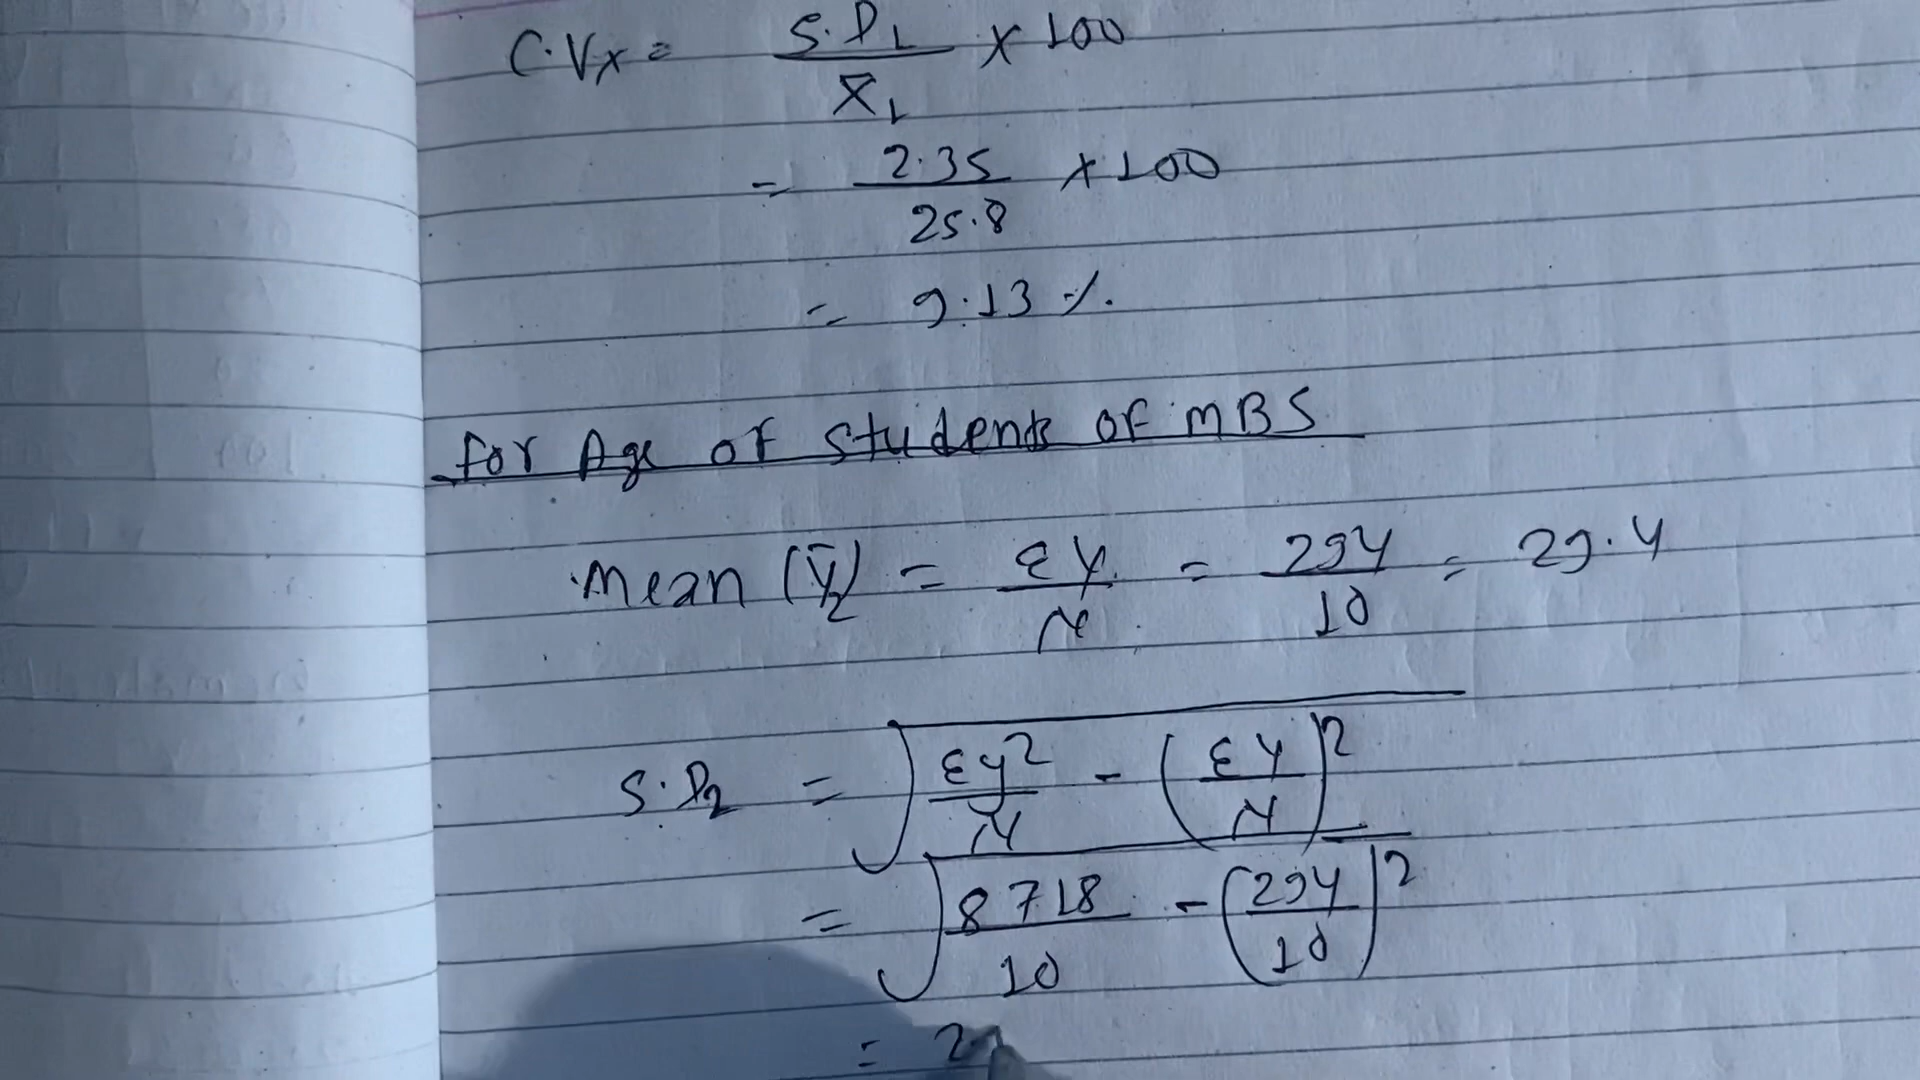 C.Vx = S.D1/X̄1 × 100
= 2.35/25.8 × 100
= 9.13 %.
for Age of Students of MBS
Mean (ȳ2) = Σy/N = 294/10 = 29.4
S.D2 = √(Σy²/N - (Σy/N)²)
= √(8718/10 - (294/10)²)
= 2.